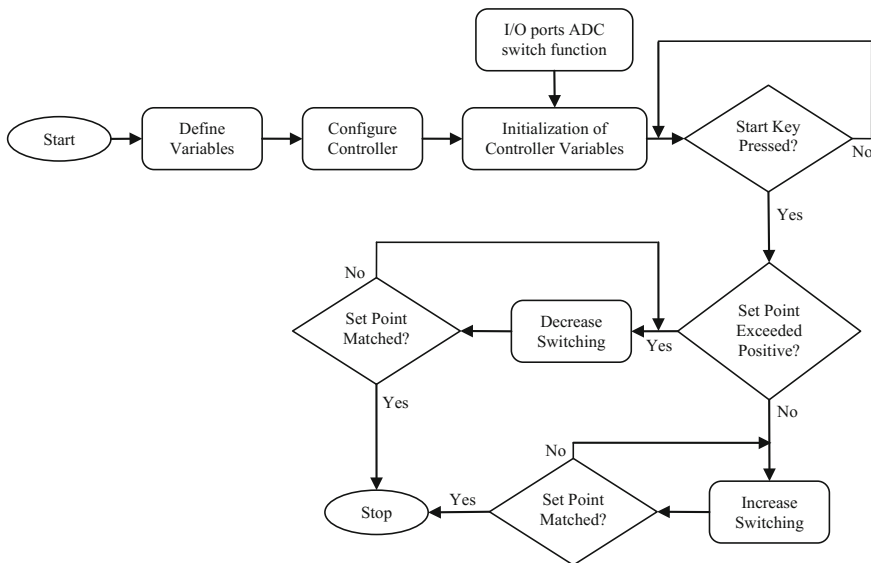 I/O ports ADC
switch function
Start
Define
Variables
Configure
Controller
Initialization of
Controller Variables
Start Key
Pressed?
No
Yes
No
Set Point
Matched?
Decrease
Switching
Yes
Set Point
Exceeded
Positive?
Yes
No
No
Stop
Yes
Set Point
Matched?
Increase
Switching